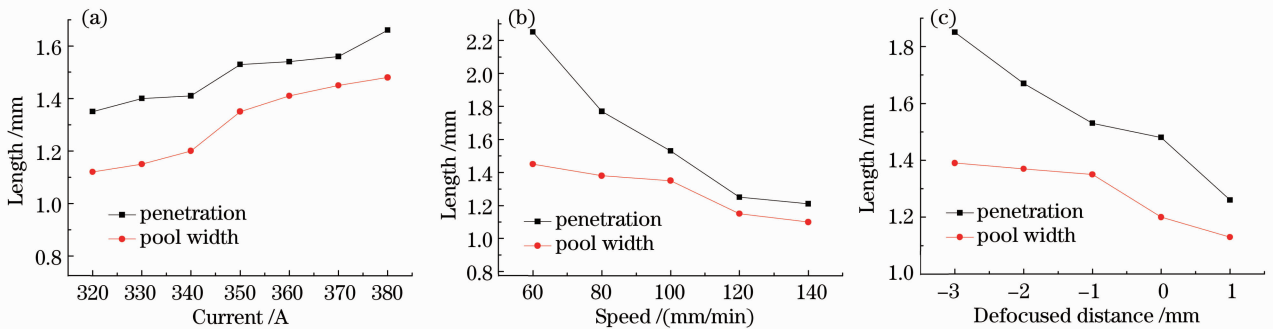 (a)
Length /mm
1.6
1.4
1.2
1.0
0.8
penetration
pool width
320 330 340 350 360 370 380
Current /A
(b)
Length /mm
2.2
2.0
1.8
1.6
1.4
1.2
1.0
0.8
penetration
pool width
60 80 100 120 140
Speed /(mm/min)
(c)
Length /mm
1.8
1.6
1.4
1.2
1.0
penetration
pool width
−3 −2 −1 0 1
Defocused distance /mm